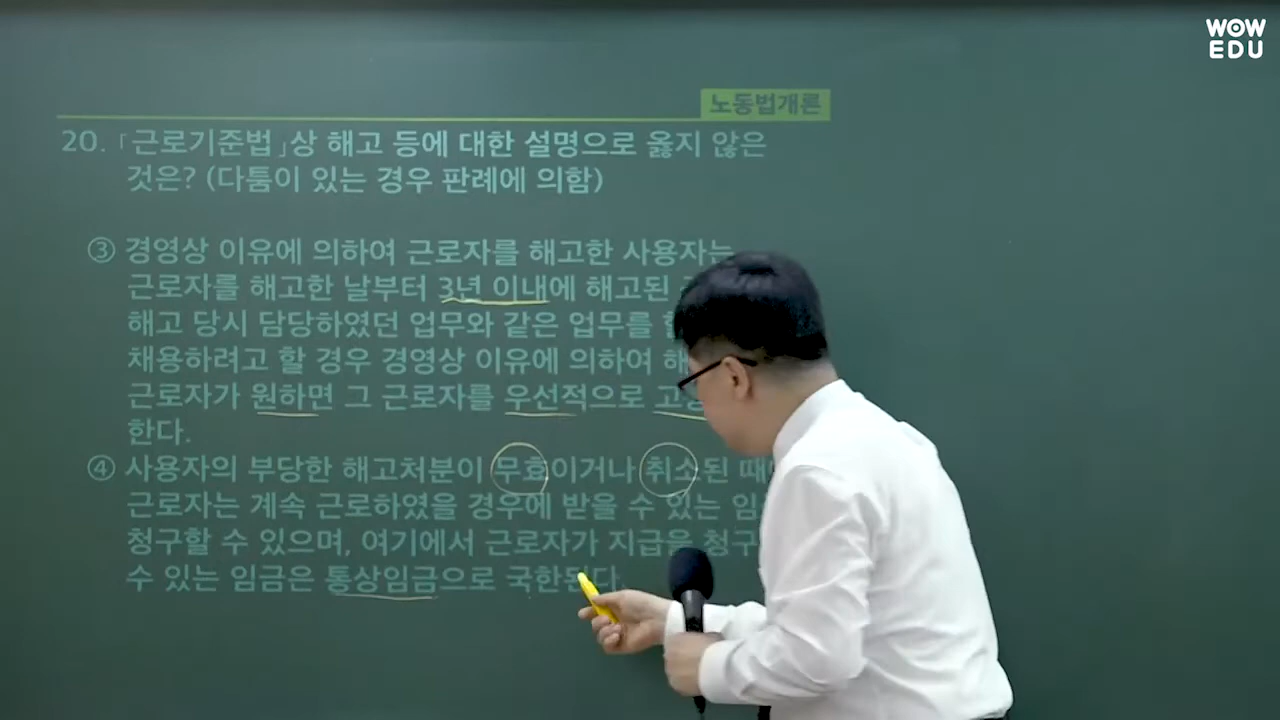 WOW
EDU
노동법개론
20. 「근로기준법」상 해고 등에 대한 설명으로 옳지 않은
것은? (다툼이 있는 경우 판례에 의함)
③ 경영상 이유에 의하여 근로자를 해고한 사용자는
근로자를 해고한 날부터 3년 이내에 해고된
해고 당시 담당하였던 업무와 같은 업무를
채용하려고 할 경우 경영상 이유에 의하여
근로자가 원하면 그 근로자를 우선적으로
한다.
④ 사용자의 부당한 해고처분이 무효이거나 취소된
근로자는 계속 근로하였을 경우에 받을 수 있는
청구할 수 있으며, 여기에서 근로자가 지급을
수 있는 임금은 통상임금으로 국한된다.